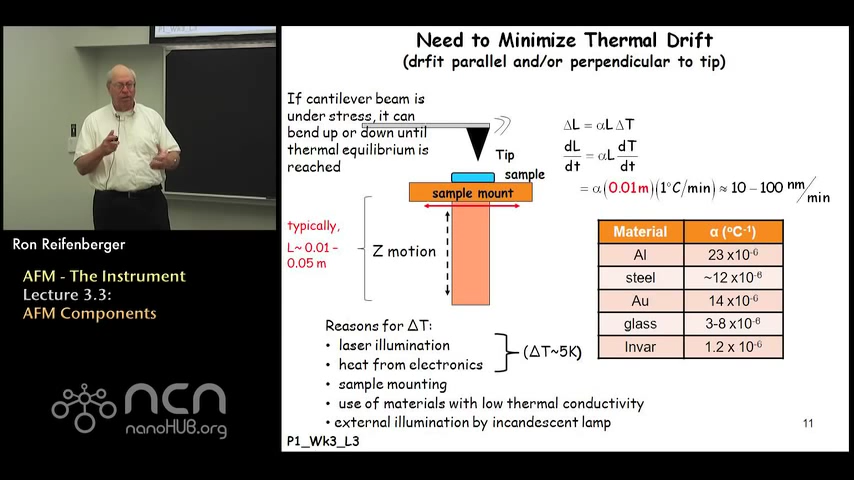 P1_Wk3_L3
Need to Minimize Thermal Drift
(drfit parallel and/or perpendicular to tip)
If cantilever beam is
under stress, it can
bend up or down until
thermal equilibrium is
reached
Tip
sample
sample mount
typically,
L~ 0.01 –
0.05 m
Z motion
ΔL = αLΔT
dL/dt = αL dT/dt
= α(0.01m)(1°C/min) ≈ 10 – 100 nm/min
Material α (°C-1)
Al 23 x10-6
steel ~12 x10-6
Au 14 x10-6
glass 3-8 x10-6
Invar 1.2 x 10-6
Reasons for ΔT:
• laser illumination
• heat from electronics
(ΔT~5K)
• sample mounting
• use of materials with low thermal conductivity
• external illumination by incandescent lamp
11
P1_Wk3_L3
Ron Reifenberger
AFM - The Instrument
Lecture 3.3:
AFM Components
ncn
nanoHUB.org